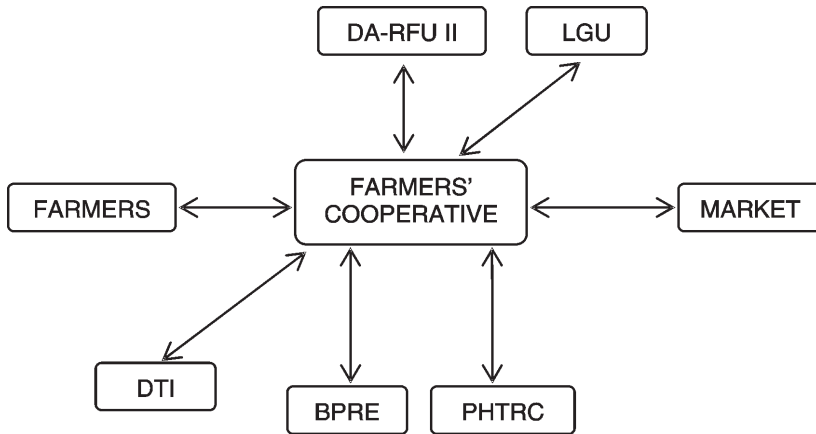 DA-RFU II
LGU
FARMERS
FARMERS’
COOPERATIVE
MARKET
DTI
BPRE
PHTRC